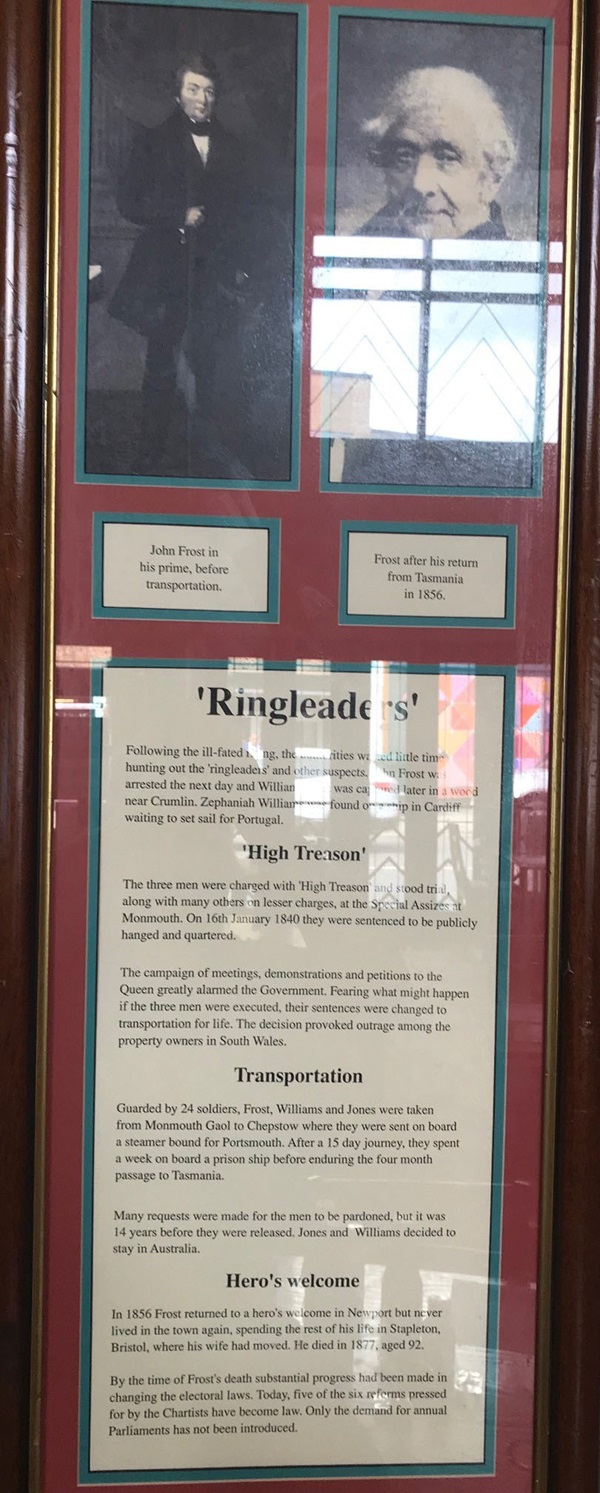 John Frost in
his prime, before
transportation.
Frost after his return
from Tasmania
in 1856.
'Ringleaders'
Following the ill-fated the little
hunting out the 'ringleaders' and other suspects. Frost
arrested the next day and was later in a wood
near Crumlin. Zephaniah found ship in Cardiff
waiting to set sail for Portugal.
'High Treason'
The three men were charged with 'High Treason' and stood trial,
along with many others on lesser charges, at the Special Assizes at
Monmouth. On 16th January 1840 they were sentenced to be publicly
hanged and quartered.
The campaign of meetings, demonstrations and petitions to the
Queen greatly alarmed the Government. Fearing what might happen
if the three men were executed, their sentences were changed to
transportation for life. The decision provoked outrage among the
property owners in South Wales.
Transportation
Guarded by 24 soldiers, Frost, Williams and Jones were taken
from Monmouth Gaol to Chepstow where they were sent on board
a steamer bound for Portsmouth. After a 15 day journey, they spent
a week on board a prison ship before enduring the four month
passage to Tasmania.
Many requests were made for the men to be pardoned, but it was
14 years before they were released. Jones and Williams decided to
stay in Australia.
Hero's welcome
In 1856 Frost returned to a hero's welcome in Newport but never
lived in the town again, spending the rest of his life in Stapleton,
Bristol, where his wife had moved. He died in 1877, aged 92.
By the time of Frost's death substantial progress had been made in
changing the electoral laws. Today, five of the six reforms pressed
for by the Chartists have become law. Only the demand for annual
Parliaments has not been introduced.